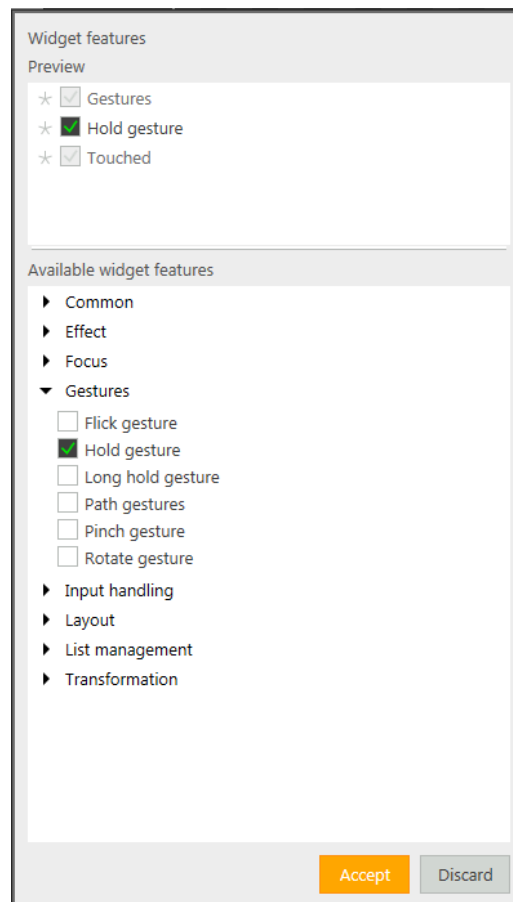 Widget features
Preview
Gestures
Hold gesture
Touched
Available widget features
Common
Effect
Focus
Gestures
Flick gesture
Hold gesture
Long hold gesture
Path gestures
Pinch gesture
Rotate gesture
Input handling
Layout
List management
Transformation
Accept Discard